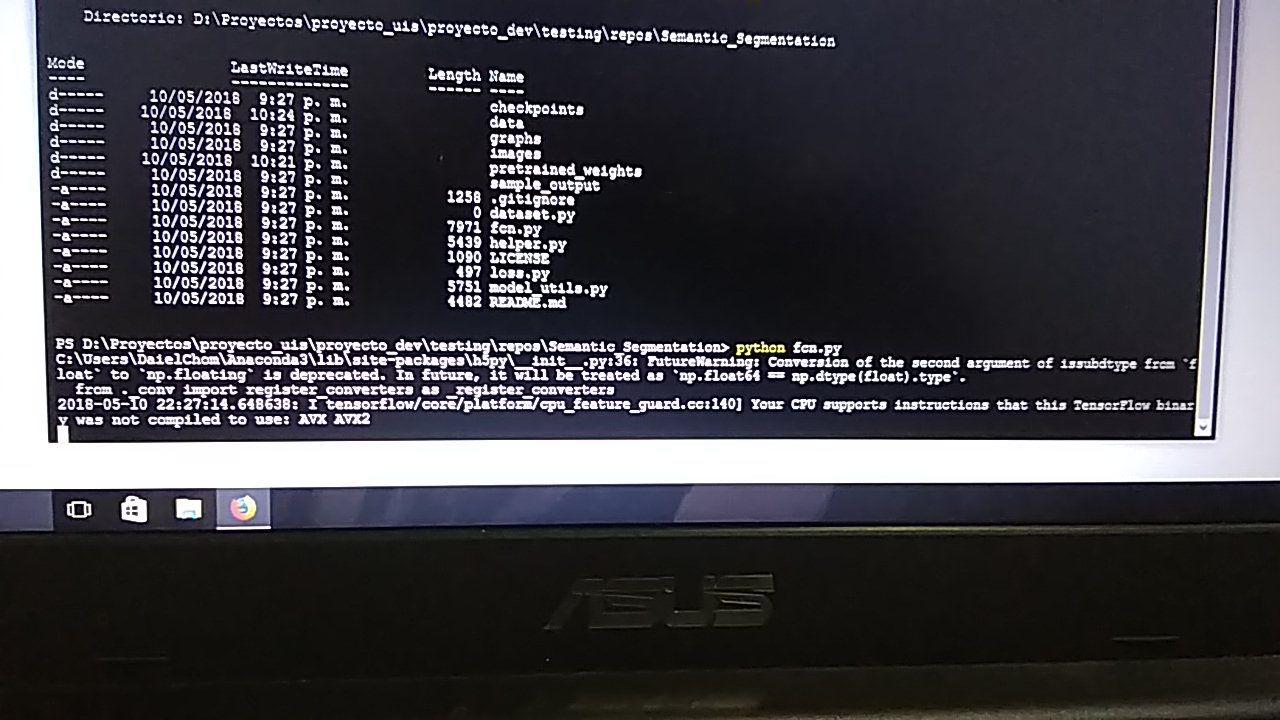 Directorio: D:\Proyectos\proyecto_uis\proyecto_dev\testing\repos\Semantic_Segmentation
Mode LastWriteTime Length Name
---- ------------- ------ ----
d----- 10/05/2018 9:27 p. m. checkpoints
d----- 10/05/2018 10:24 p. m. data
d----- 10/05/2018 9:27 p. m. graphs
d----- 10/05/2018 9:27 p. m. images
d----- 10/05/2018 10:21 p. m. pretrained_weights
d----- 10/05/2018 9:27 p. m. sample_output
-a---- 10/05/2018 9:27 p. m. 1258 .gitignore
-a---- 10/05/2018 9:27 p. m. 0 dataset.py
-a---- 10/05/2018 9:27 p. m. 7971 fcn.py
-a---- 10/05/2018 9:27 p. m. 5439 helper.py
-a---- 10/05/2018 9:27 p. m. 1090 LICENSE
-a---- 10/05/2018 9:27 p. m. 497 loss.py
-a---- 10/05/2018 9:27 p. m. 5751 model_utils.py
-a---- 10/05/2018 9:27 p. m. 4482 README.md
PS D:\Proyectos\proyecto_uis\proyecto_dev\testing\repos\Semantic_Segmentation> python fcn.py
C:\Users\DaielChom\Anaconda3\lib\site-packages\h5py\__init__.py:36: FutureWarning: Conversion of the second argument of issubdtype from `f
loat` to `np.floating` is deprecated. In future, it will be treated as `np.float64 == np.dtype(float).type`.
from ._conv import register_converters as _register_converters
2018-05-10 22:27:14.648638: I tensorflow/core/platform/cpu_feature_guard.cc:140] Your CPU supports instructions that this TensorFlow binar
y was not compiled to use: AVX AVX2
ASUS